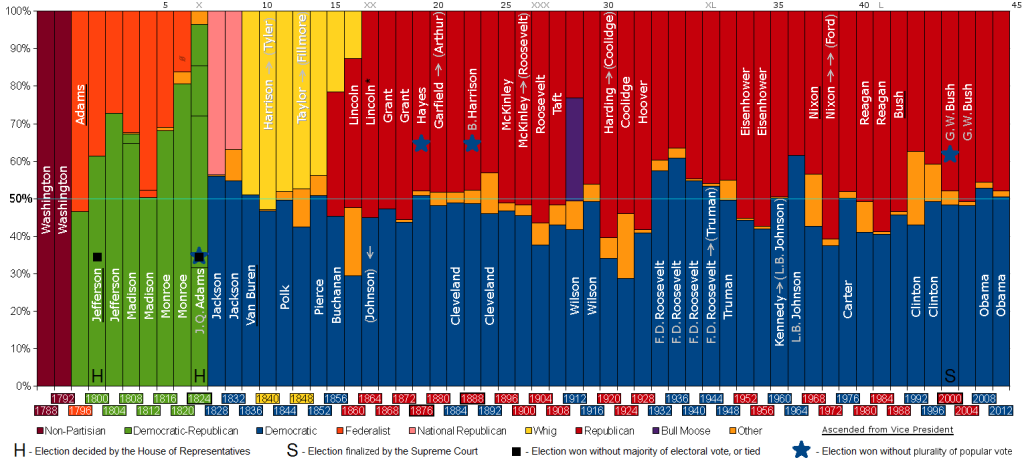 5 X 10 15 XX 20 25 XXX 30 XL 35 40 L 45
100%
90%
80%
70%
60%
50%
40%
30%
20%
10%
0%
Washington
Washington
Adams
Jefferson
Jefferson
Madison
Madison
Monroe
Monroe
J.Q. Adams
Jackson
Jackson
Van Buren
Harrison → Tyler
Polk
Taylor → Fillmore
Pierce
Buchanan
Lincoln
Lincoln
(Johnson) ←
Grant
Grant
Hayes
Garfield → (Arthur)
Cleveland
B. Harrison
Cleveland
McKinley
McKinley → (Roosevelt)
Roosevelt
Taft
Wilson
Wilson
Harding → (Coolidge)
Coolidge
Hoover
F.D. Roosevelt
F.D. Roosevelt
F.D. Roosevelt
F.D. Roosevelt → (Truman)
Truman
Eisenhower
Eisenhower
Kennedy → (L.B. Johnson)
L.B. Johnson
Nixon
Nixon → (Ford)
Carter
Reagan
Reagan
Bush
Clinton
Clinton
G.W. Bush
G.W. Bush
Obama
Obama
H H S
1792 1800 1808 1816 1824 1832 1840 1848 1856 1864 1872 1880 1888 1896 1904 1912 1920 1928 1936 1944 1952 1960 1968 1976 1984 1992 2000 2008
1788 1796 1804 1812 1820 1828 1836 1844 1852 1860 1868 1876 1884 1892 1900 1908 1916 1924 1932 1940 1948 1956 1964 1972 1980 1988 1996 2004 2012
Non-Partisian Democratic-Republican Democratic Federalist National Republican Whig Republican Bull Moose Other Ascended from Vice President
H - Election decided by the House of Representatives S - Election finalized by the Supreme Court - Election won without majority of electoral vote, or tied - Election won without plurality of popular vote